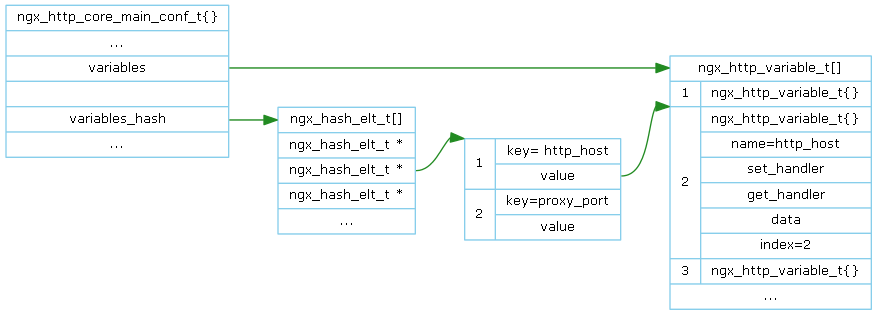 ngx_http_core_main_conf_t{}
...
variables
variables_hash
...
ngx_hash_elt_t[]
ngx_hash_elt_t *
ngx_hash_elt_t *
ngx_hash_elt_t *
...
1
key= http_host
value
2
key=proxy_port
value
ngx_http_variable_t[]
1
ngx_http_variable_t{}
2
ngx_http_variable_t{}
name=http_host
set_handler
get_handler
data
index=2
3
ngx_http_variable_t{}
...